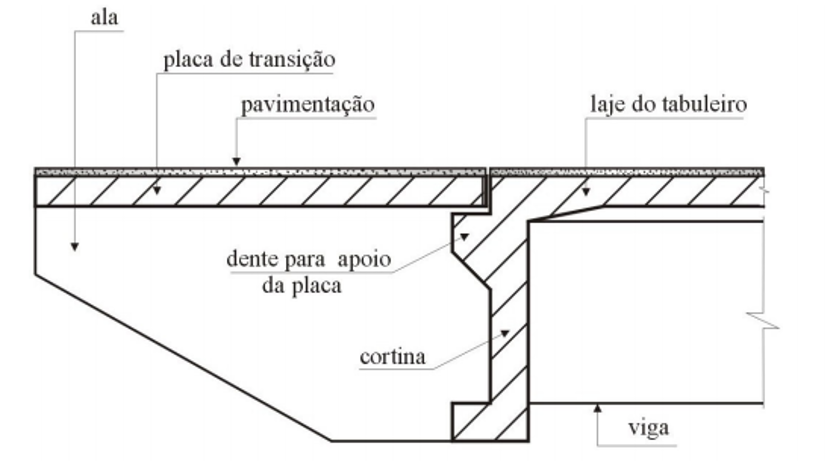 ala
placa de transição
pavimentação
laje do tabuleiro
dente para apoio
da placa
cortina
viga